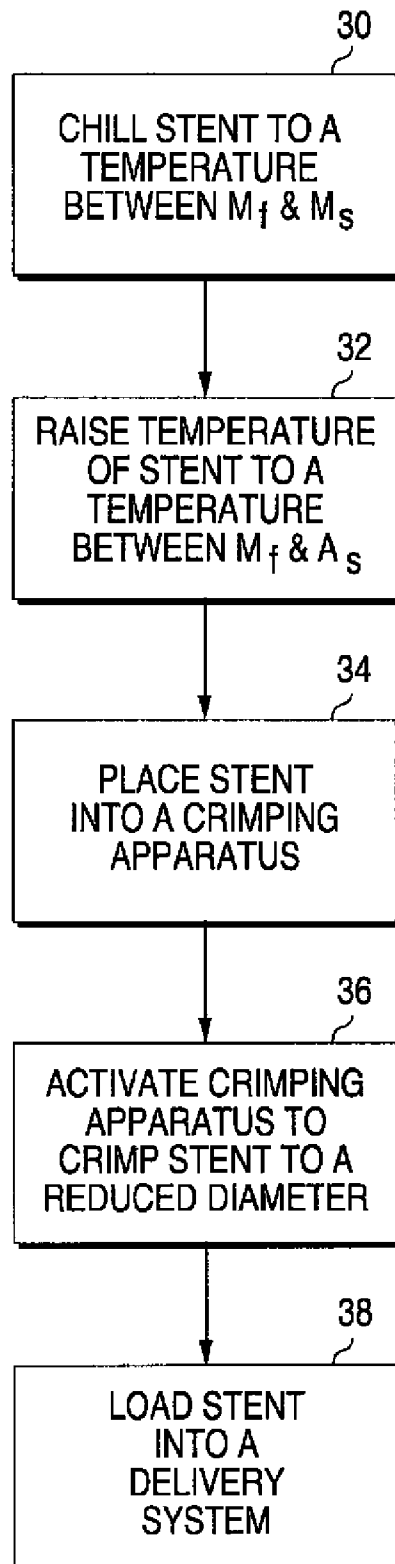 30
CHILL STENT TO A
TEMPERATURE
BETWEEN Mf & Ms
32
RAISE TEMPERATURE
OF STENT TO A
TEMPERATURE
BETWEEN Mf & As
34
PLACE STENT
INTO A CRIMPING
APPARATUS
36
ACTIVATE CRIMPING
APPARATUS TO
CRIMP STENT TO A
REDUCED DIAMETER
38
LOAD STENT
INTO A
DELIVERY
SYSTEM